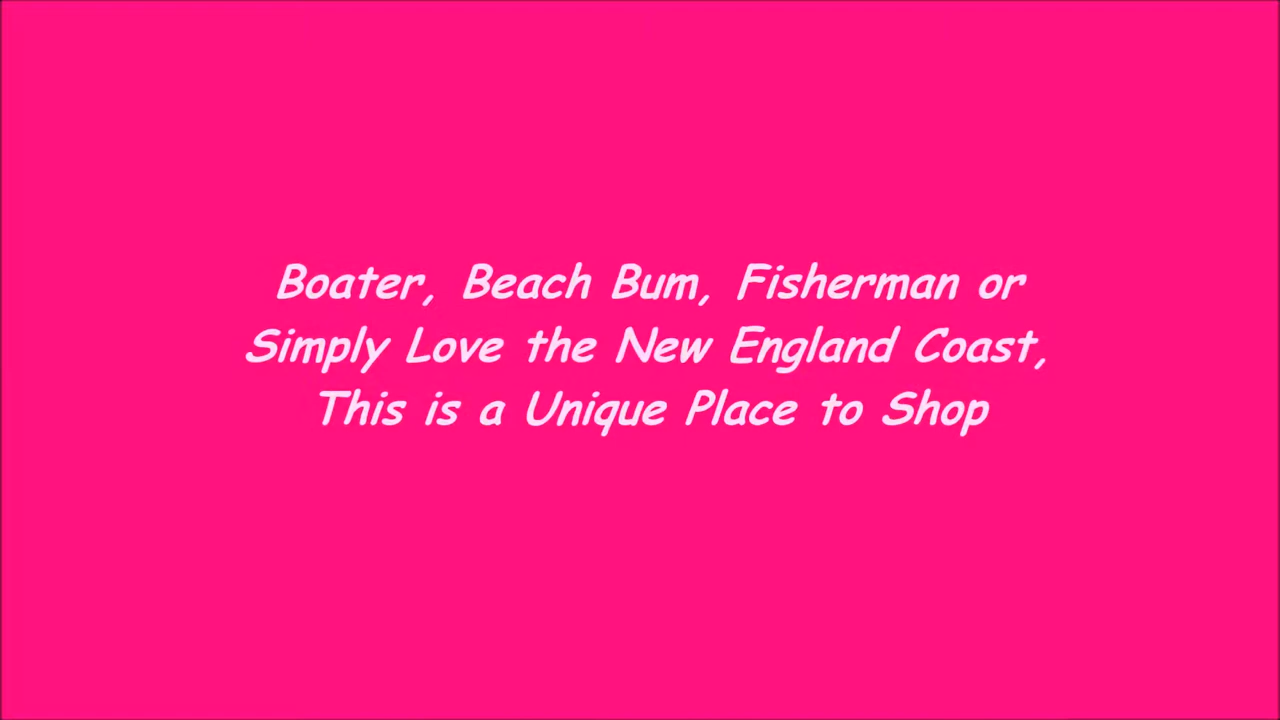 Boater, Beach Bum, Fisherman or
Simply Love the New England Coast,
This is a Unique Place to Shop